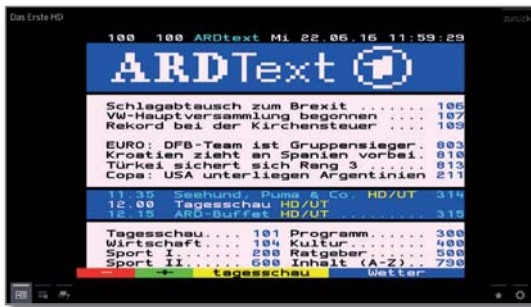 Das Erste HD zurück
100 100 ARDtext Mi 22.06.16 11:59:29
ARDText
Schlagabtausch zum Brexit ....... 106
VW-Hauptversammlung begonnen .... 107
Rekord bei der Kirchensteuer .... 109
EURO: DFB-Team ist Gruppensieger. 803
Kroatien zieht an Spanien vorbei. 810
Türkei sichert sich Rang 3 ...... 813
Copa: USA unterliegen Argentinien 211
11.35 Seehund, Puma & Co. HD/UT 314
12.00 Tagesschau HD/UT
12.15 ARD-Buffet HD/UT ......... 315
Tagesschau.... 101 Programm..... 300
Wirtschaft.... 104 Kultur....... 400
Sport I....... 200 Ratgeber..... 500
Sport II...... 600 Inhalt (A-Z). 790
- + tagesschau Wetter